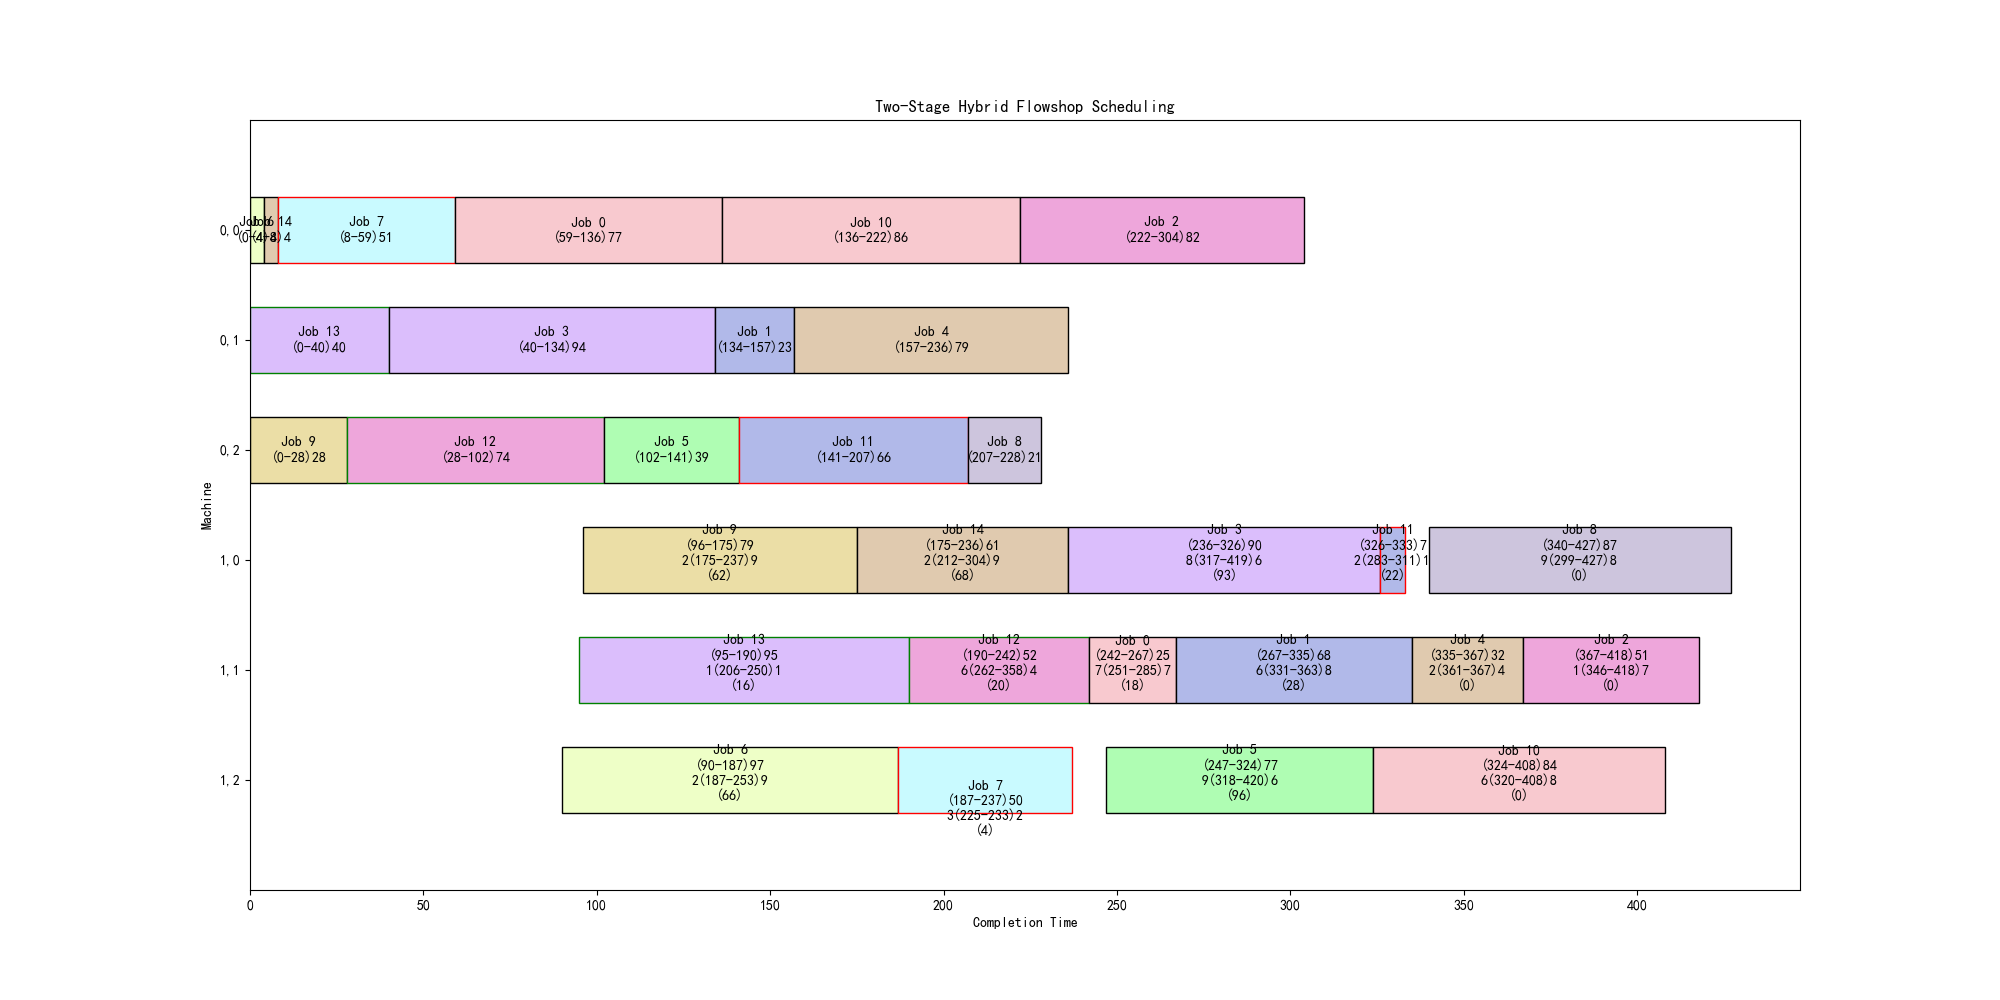 Two-Stage Hybrid Flowshop Scheduling
0,0
Job 6
Job 14
(0-4)4
(4-8)4
Job 7
(8-59)51
Job 0
(59-136)77
Job 10
(136-222)86
Job 2
(222-304)82
0,1
Job 13
(0-40)40
Job 3
(40-134)94
Job 1
(134-157)23
Job 4
(157-236)79
0,2
Job 9
(0-28)28
Job 12
(28-102)74
Job 5
(102-141)39
Job 11
(141-207)66
Job 8
(207-228)21
Machine
1,0
Job 9
(96-175)79
2(175-237)9
(62)
Job 14
(175-236)61
2(212-304)9
(68)
Job 3
(236-326)90
8(317-419)6
(93)
Job 11
(326-333)7
2(283-311)1
(22)
Job 8
(340-427)87
9(299-427)8
(0)
1,1
Job 13
(95-190)95
1(206-250)1
(16)
Job 12
(190-242)52
6(262-358)4
(20)
Job 0
(242-267)25
7(251-285)7
(18)
Job 1
(267-335)68
6(331-363)8
(28)
Job 4
(335-367)32
2(361-367)4
(0)
Job 2
(367-418)51
1(346-418)7
(0)
1,2
Job 6
(90-187)97
2(187-253)9
(66)
Job 7
(187-237)50
3(225-233)2
(4)
Job 5
(247-324)77
9(318-420)6
(96)
Job 10
(324-408)84
6(320-408)8
(0)
0
50
100
150
200
250
300
350
400
Completion Time